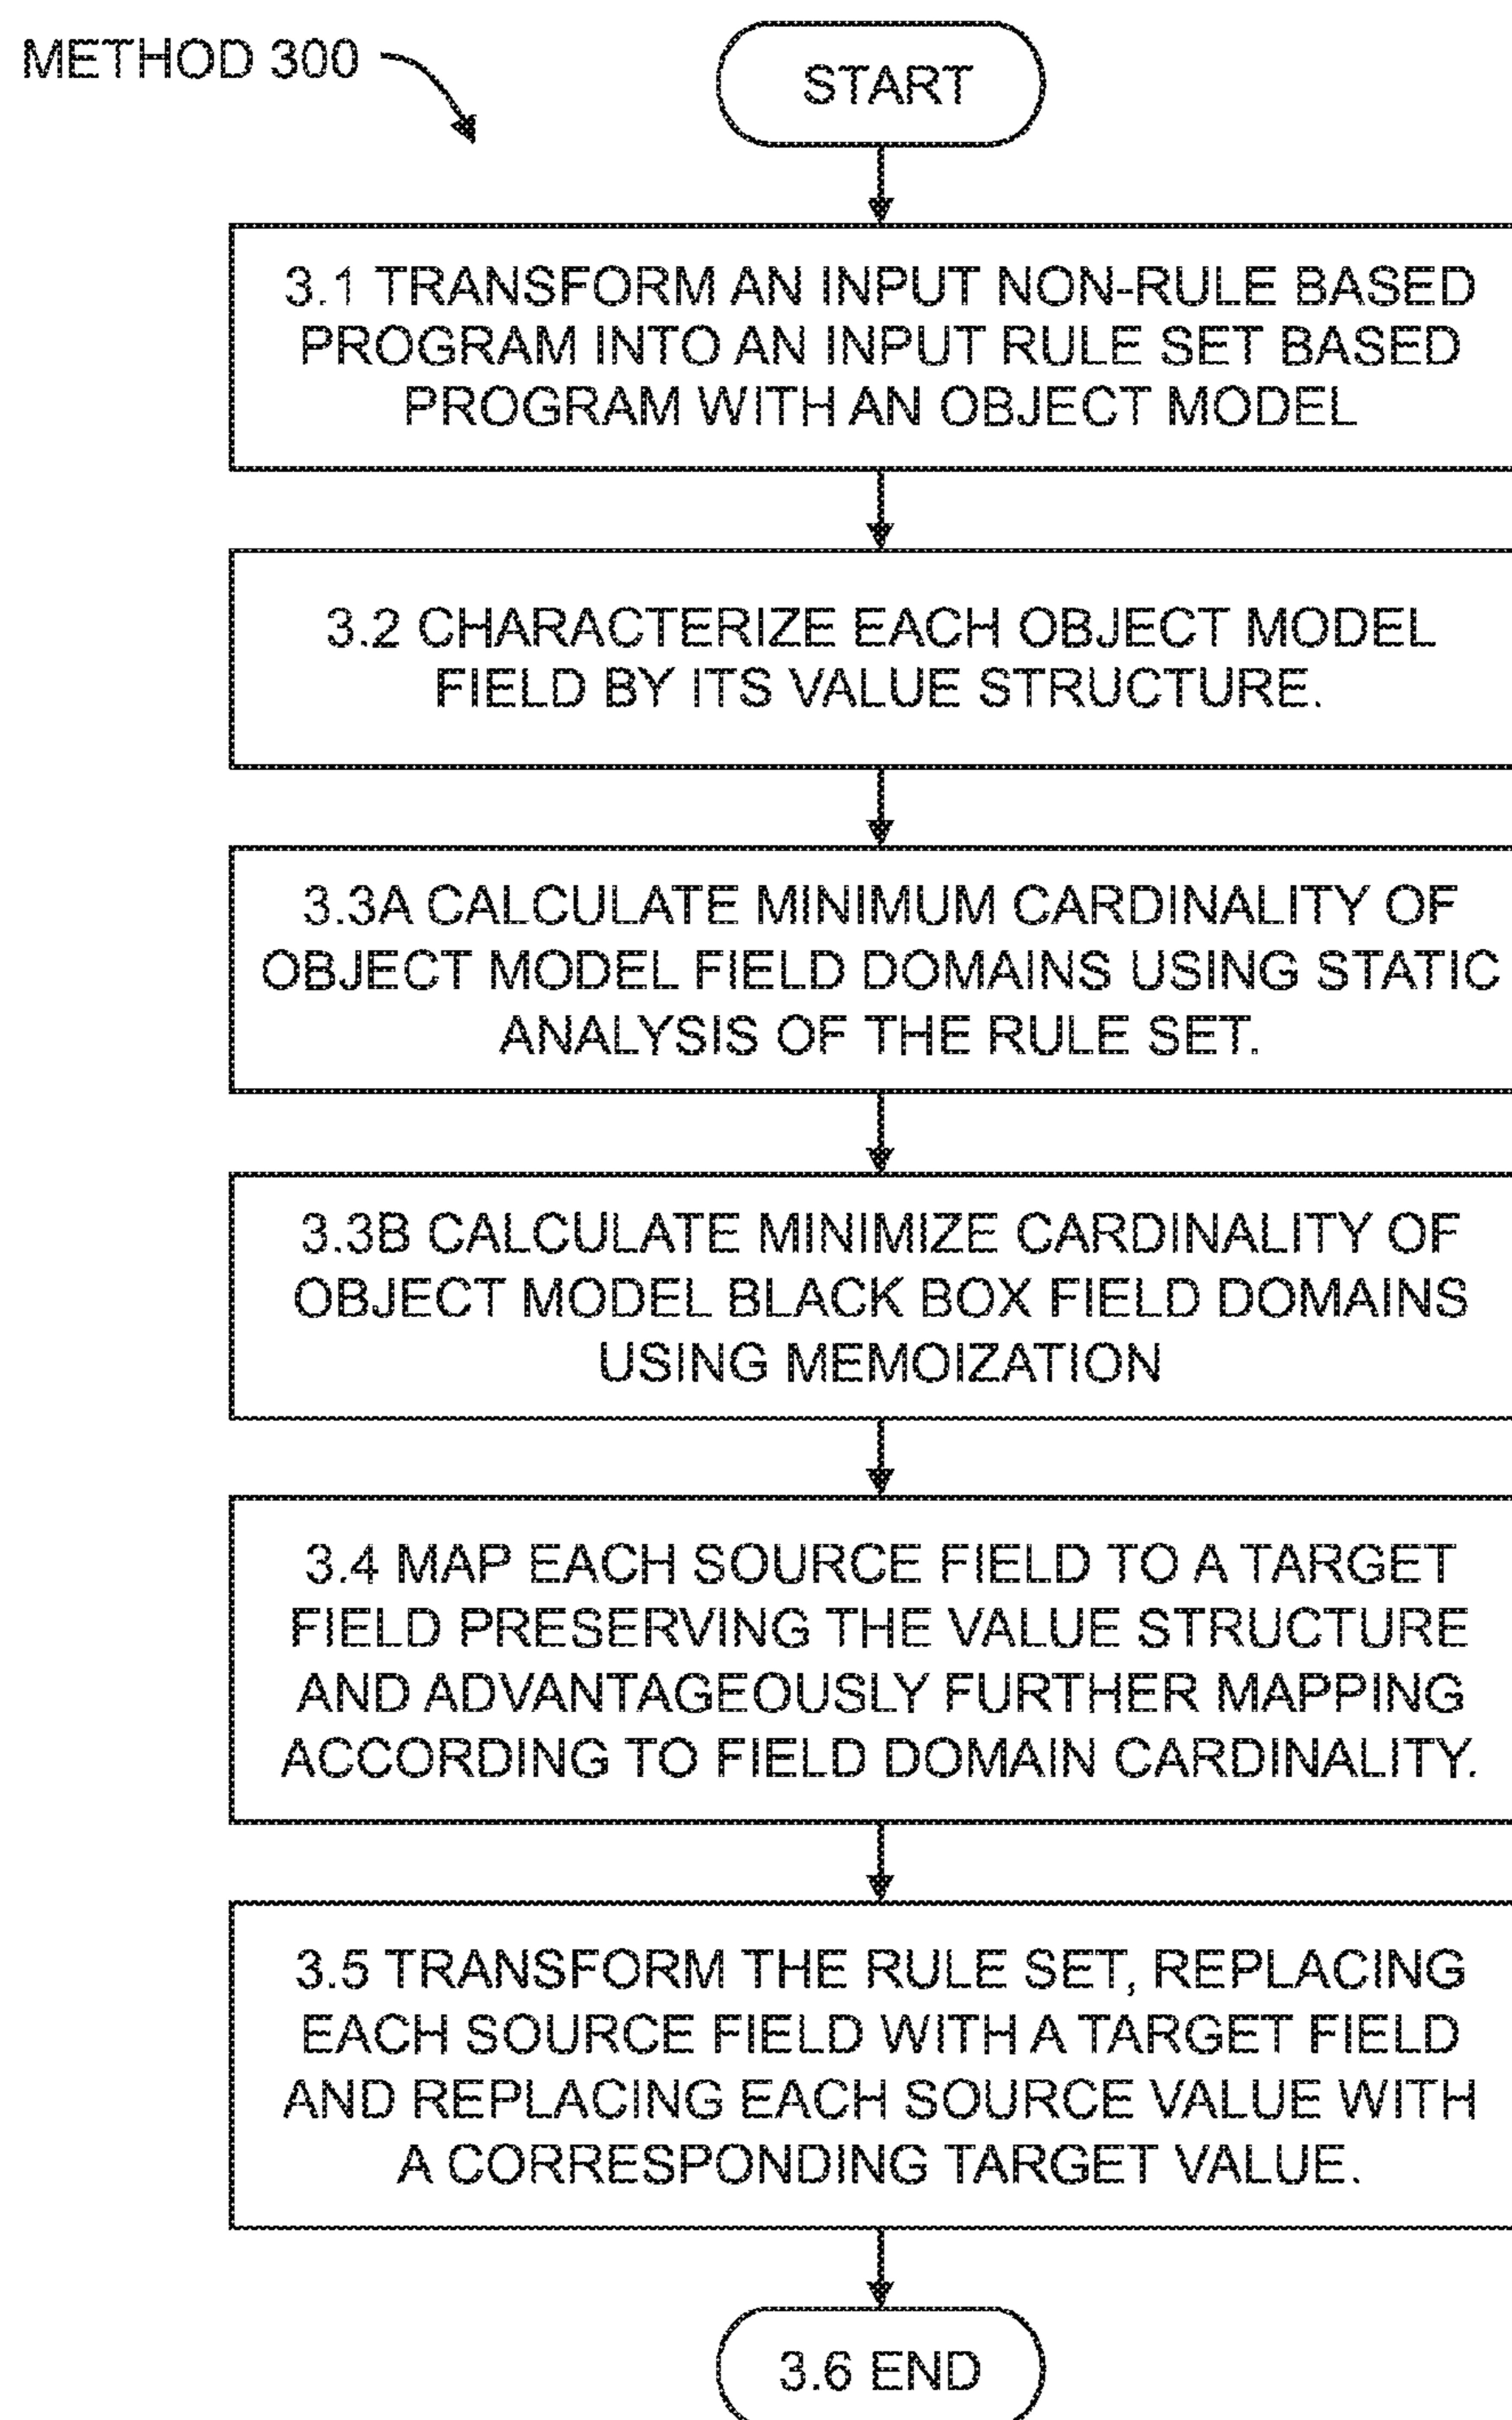 METHOD 300
START
3.1 TRANSFORM AN INPUT NON-RULE BASED
PROGRAM INTO AN INPUT RULE SET BASED
PROGRAM WITH AN OBJECT MODEL
3.2 CHARACTERIZE EACH OBJECT MODEL
FIELD BY ITS VALUE STRUCTURE.
3.3A CALCULATE MINIMUM CARDINALITY OF
OBJECT MODEL FIELD DOMAINS USING STATIC
ANALYSIS OF THE RULE SET.
3.3B CALCULATE MINIMIZE CARDINALITY OF
OBJECT MODEL BLACK BOX FIELD DOMAINS
USING MEMOIZATION
3.4 MAP EACH SOURCE FIELD TO A TARGET
FIELD PRESERVING THE VALUE STRUCTURE
AND ADVANTAGEOUSLY FURTHER MAPPING
ACCORDING TO FIELD DOMAIN CARDINALITY.
3.5 TRANSFORM THE RULE SET, REPLACING
EACH SOURCE FIELD WITH A TARGET FIELD
AND REPLACING EACH SOURCE VALUE WITH
A CORRESPONDING TARGET VALUE.
3.6 END